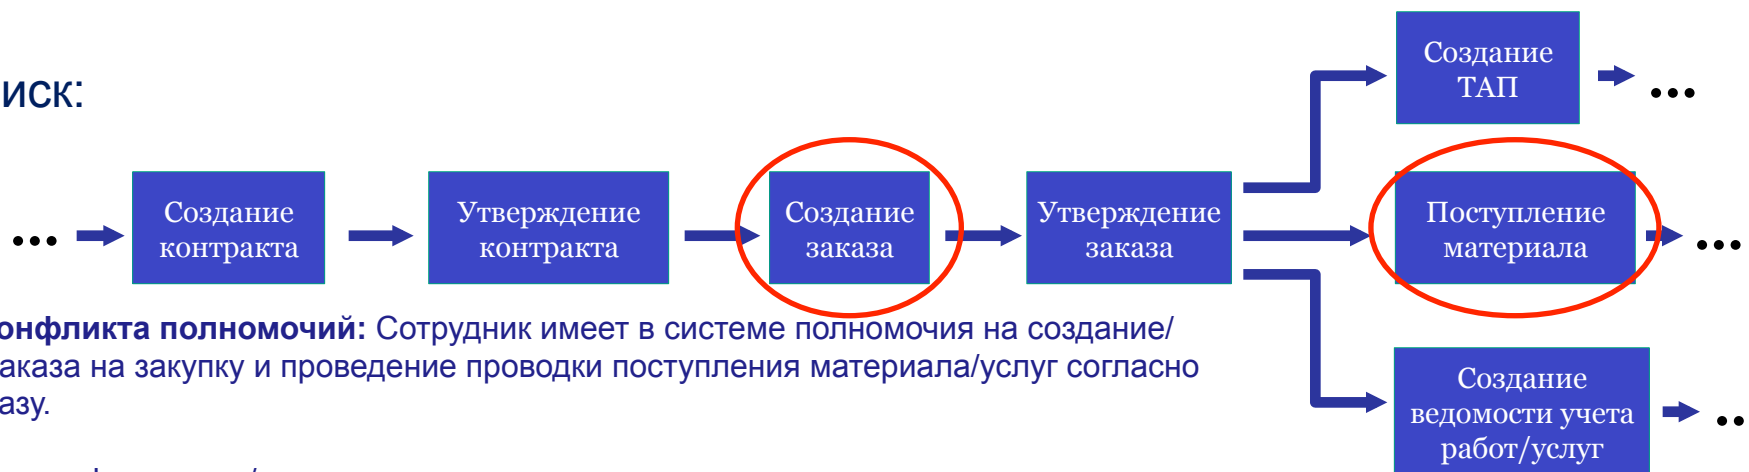 иск:
Создание
ТАП
...
...
Создание
контракта
Утверждение
контракта
Создание
заказа
Утверждение
заказа
Поступление
материала
...
онфликта полномочий: Сотрудник имеет в системе полномочия на создание/
аказа на закупку и проведение проводки поступления материала/услуг согласно
азу.
Создание
ведомости учета
работ/услуг
..